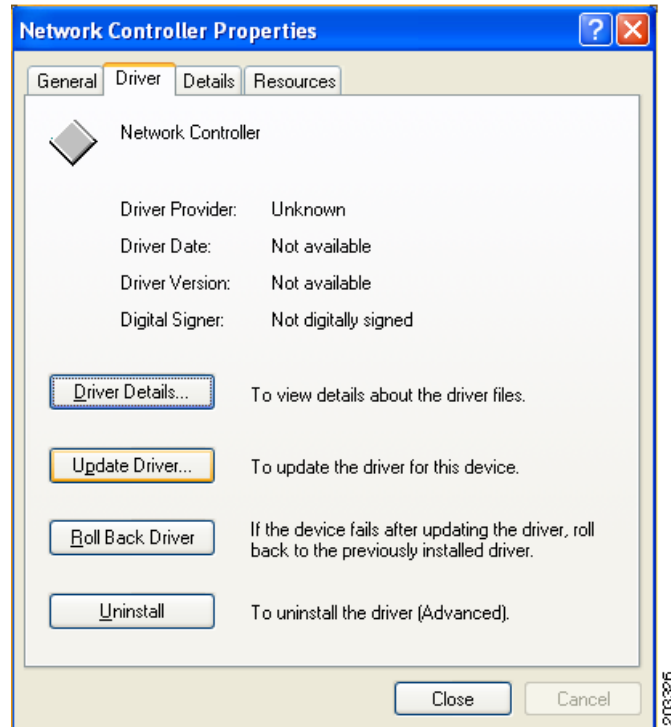 Network Controller Properties
General Driver Details Resources
Network Controller
Driver Provider: Unknown
Driver Date: Not available
Driver Version: Not available
Digital Signer: Not digitally signed
Driver Details... To view details about the driver files.
Update Driver... To update the driver for this device.
Roll Back Driver If the device fails after updating the driver, roll
back to the previously installed driver.
Uninstall To uninstall the driver (Advanced).
Close Cancel